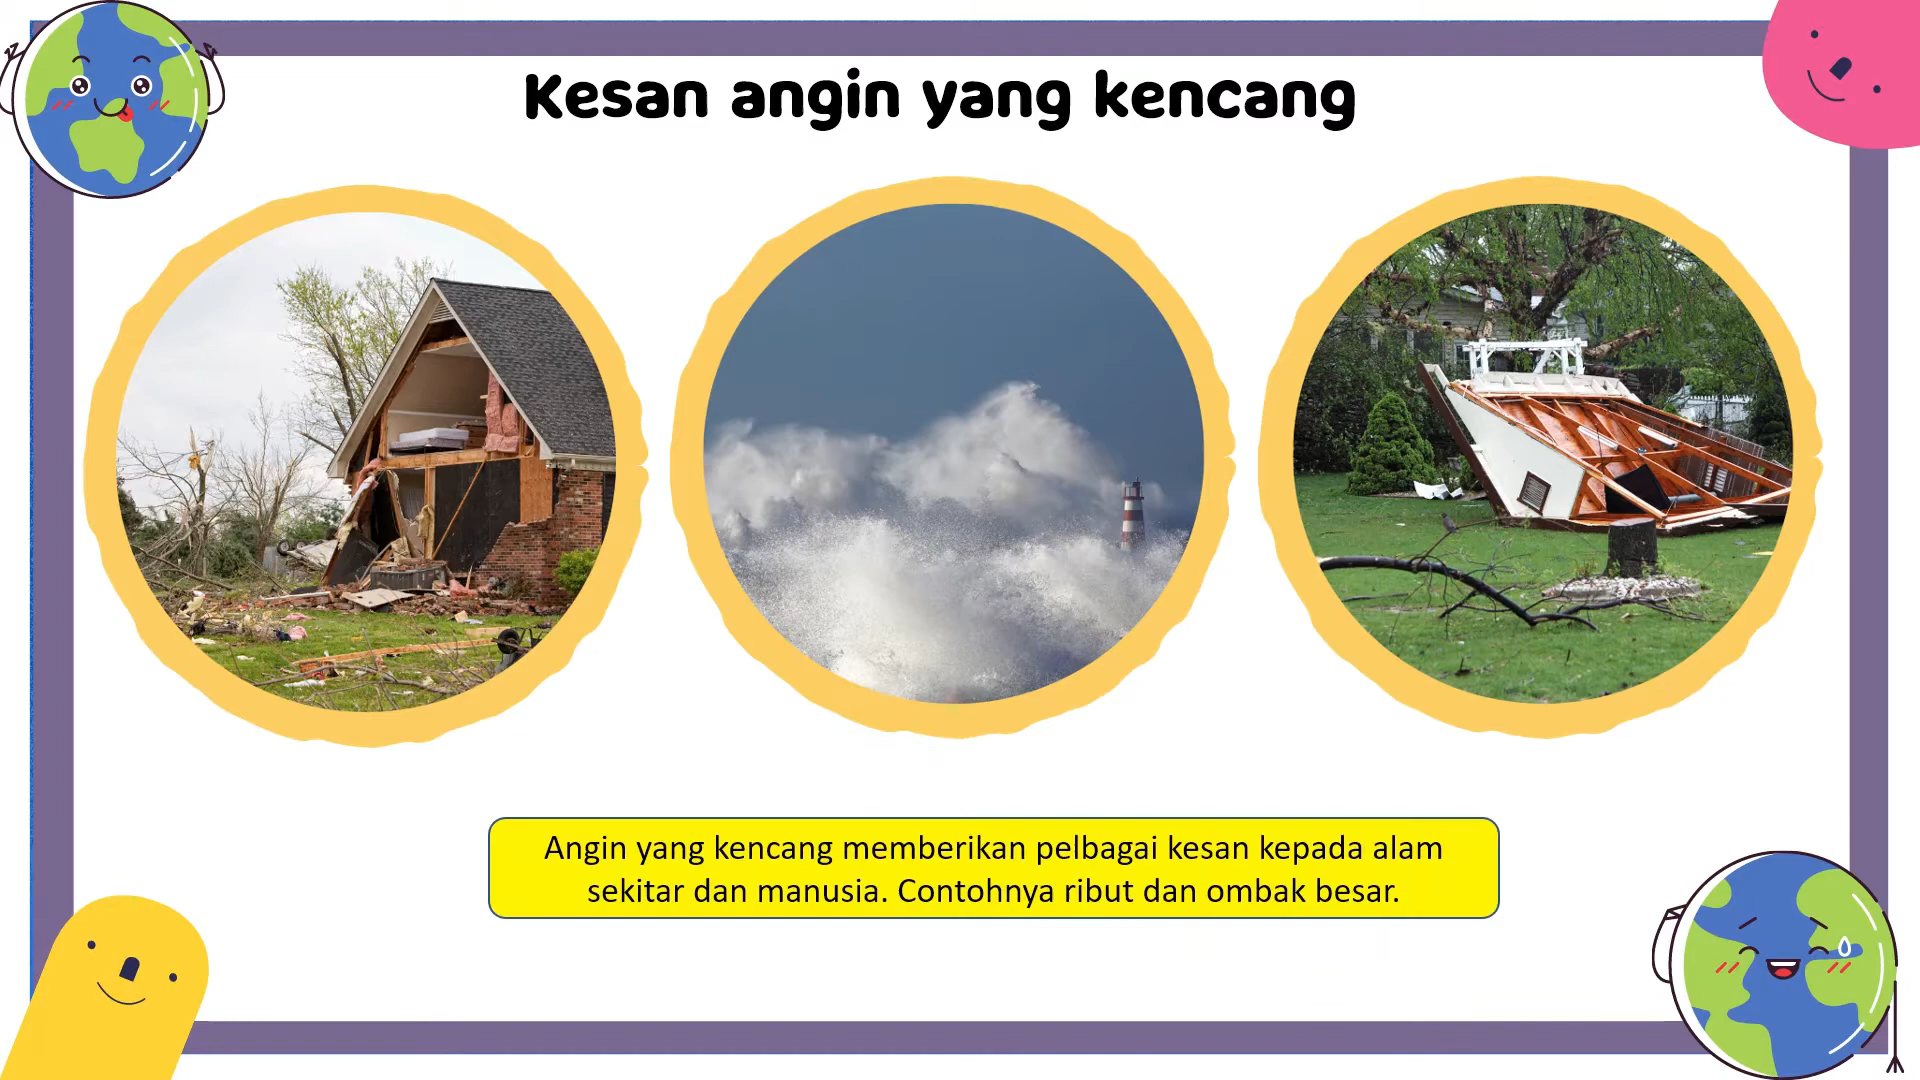 Kesan angin yang kencang
Angin yang kencang memberikan pelbagai kesan kepada alam
sekitar dan manusia. Contohnya ribut dan ombak besar.